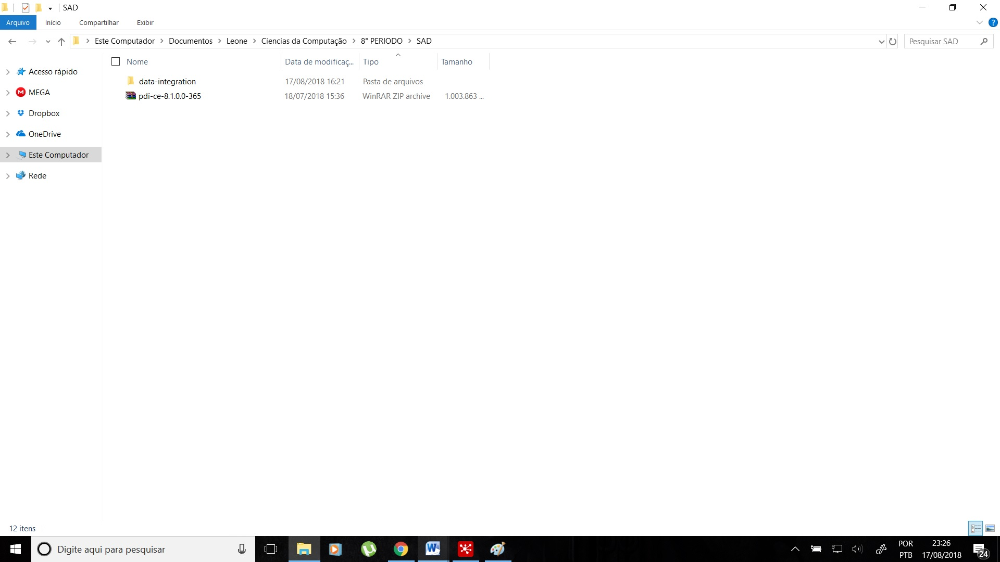 SAD
Arquivo Início Compartilhar Exibir
Este Computador Documentos Leone Ciencias da Computação 8° PERIODO SAD Pesquisar SAD
Nome Data de modificaç... Tipo Tamanho
data-integration 17/08/2018 16:21 Pasta de arquivos
pdi-ce-8.1.0.0-365 18/07/2018 15:36 WinRAR ZIP archive 1.003.863 ...
Acesso rápido
MEGA
Dropbox
OneDrive
Este Computador
Rede
12 itens
Digite aqui para pesquisar
POR
PTB
23:26
17/08/2018
24